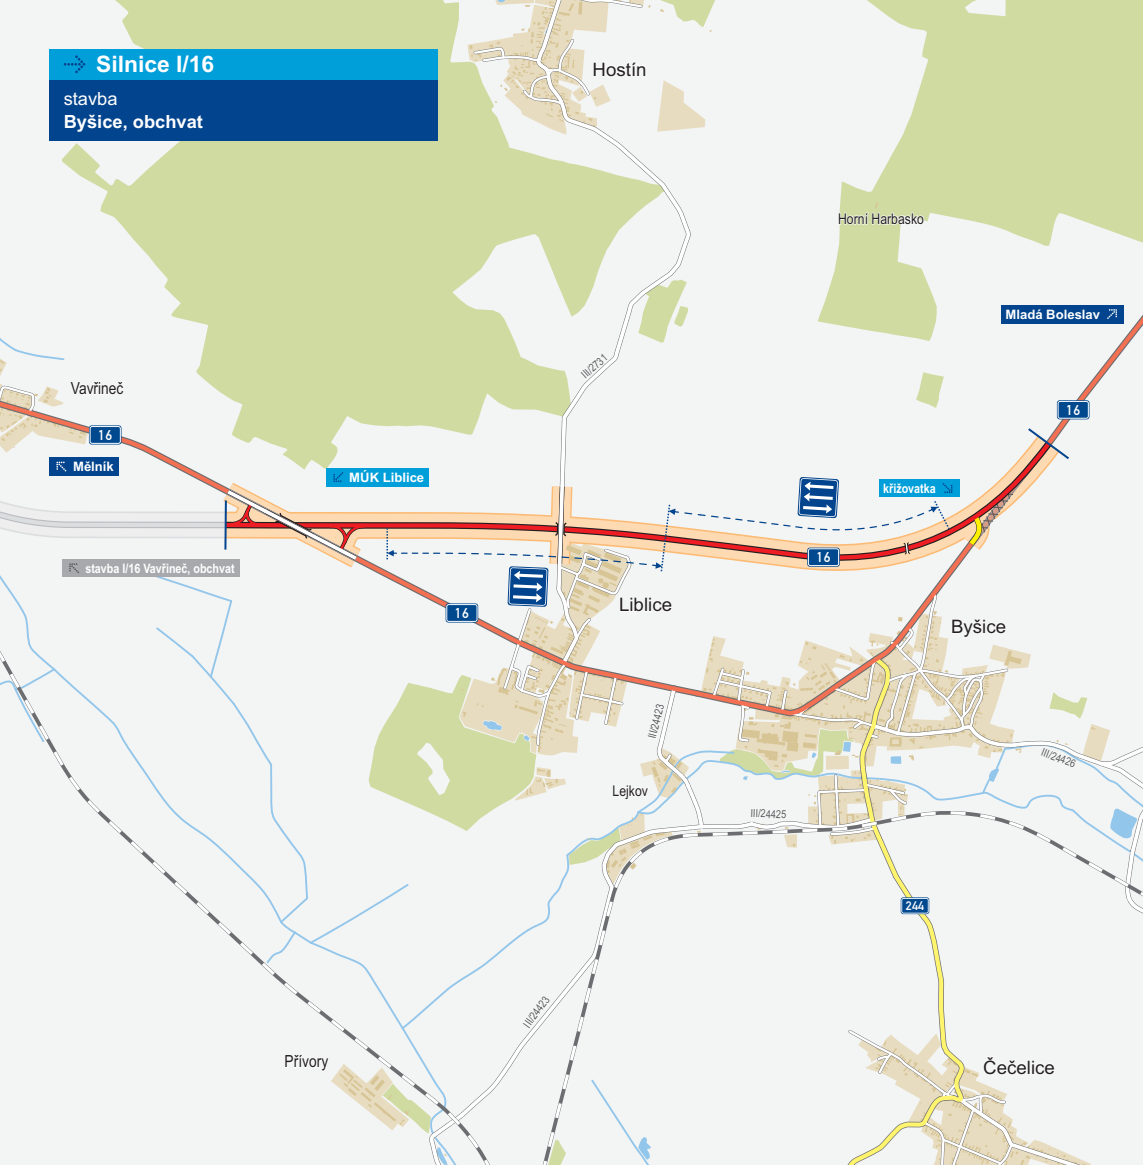 Silnice I/16
stavba
Byšice, obchvat
Hostín
Horní Harbasko
Mladá Boleslav
III/2731
Vavřineč
16
16
Mělník
MÚK Liblice
křižovatka
stavba I/16 Vavřineč, obchvat
16
16
Liblice
Byšice
III/24423
III/24426
Lejkov
III/24425
244
III/24423
Přívory
Čečelice